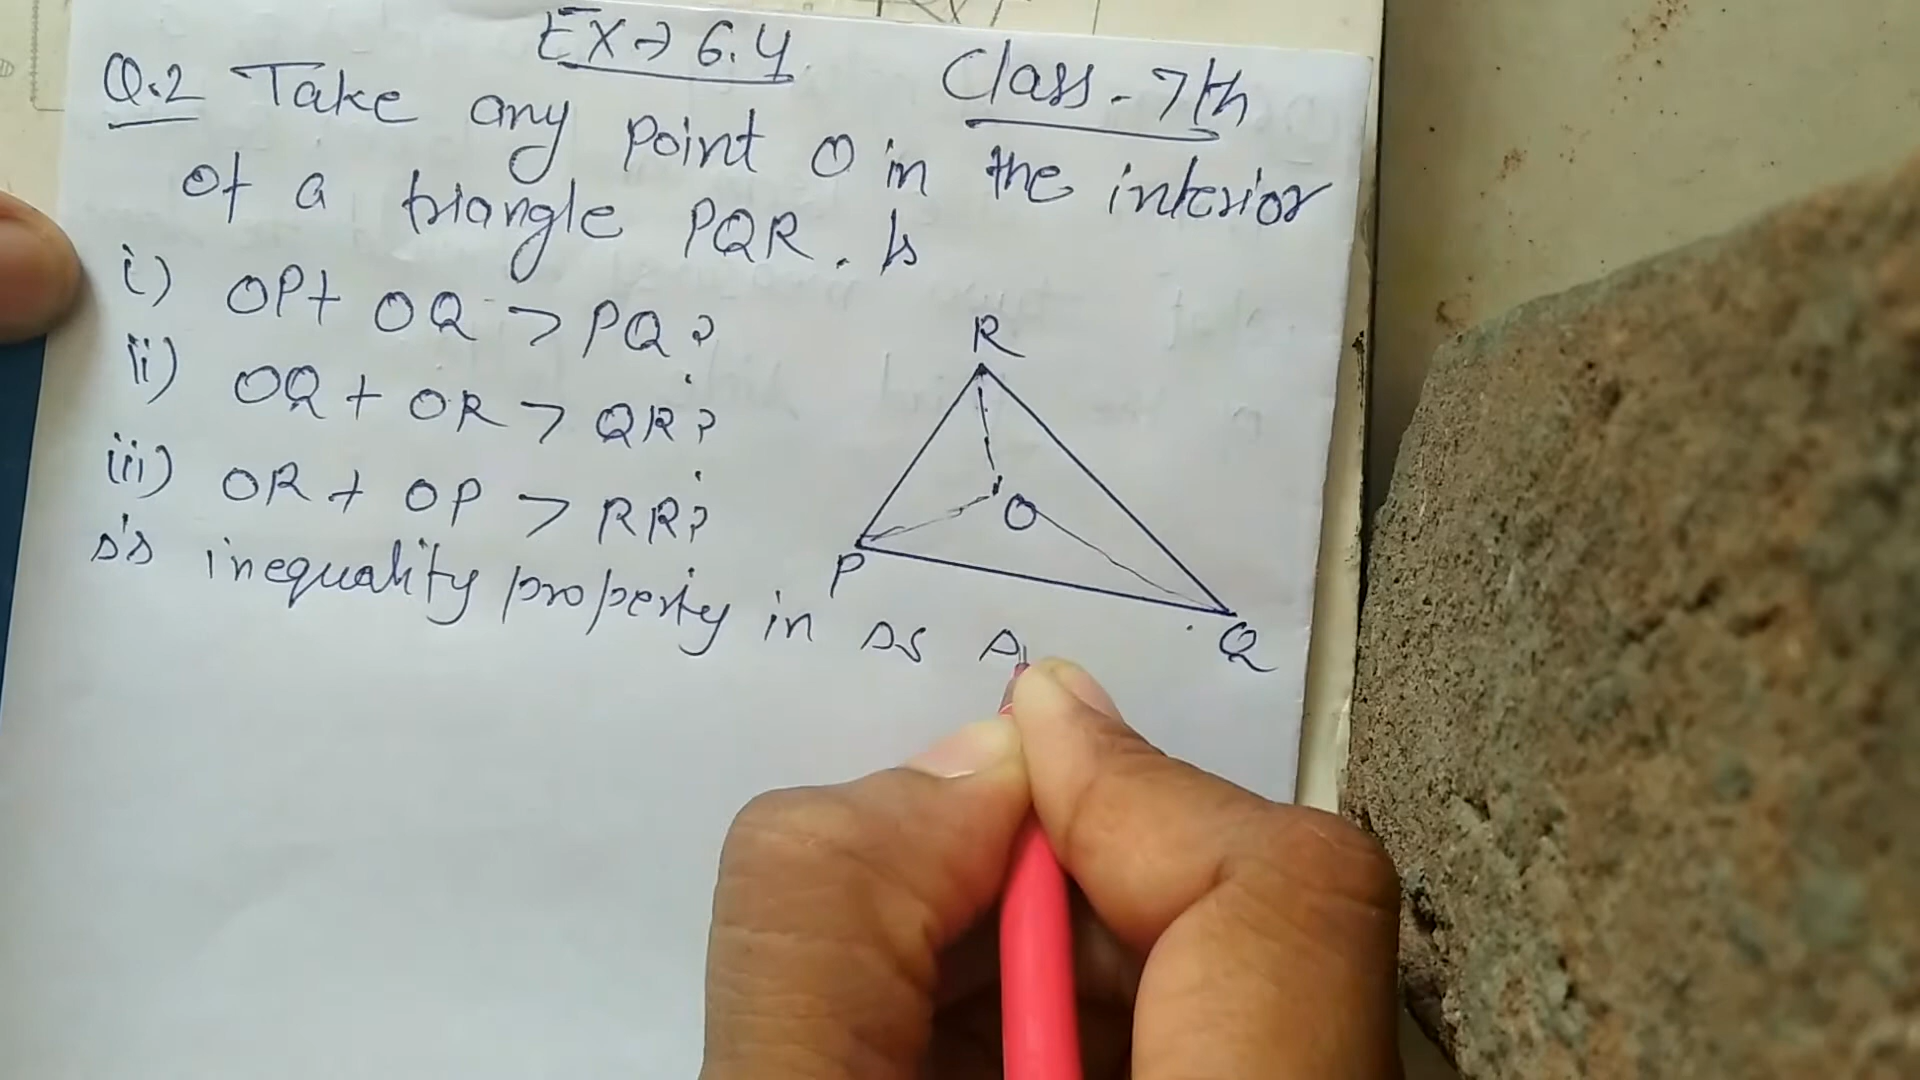 Ex → 6.4
Class - 7th
Q.2 Take any point O in the interior
of a triangle PQR. Is
i) OP + OQ > PQ?
ii) OQ + OR > QR?
iii) OR + OP > RR?
s's inequality property in Δs Δ
R
O
P
Q